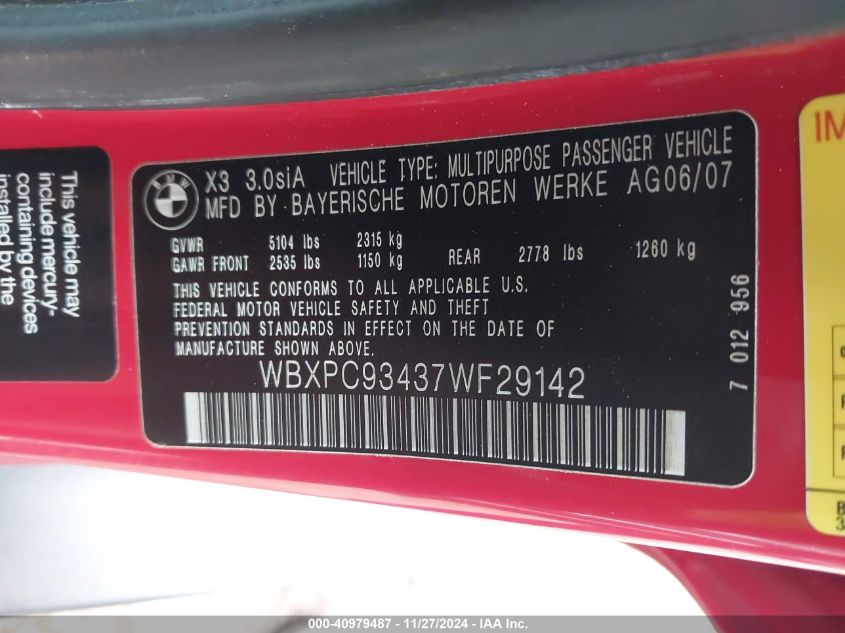 This vehicle may
include mercury-
containing devices
installed by the
BMW
X3 3.0siA VEHICLE TYPE: MULTIPURPOSE PASSENGER VEHICLE
MFD BY BAYERISCHE MOTOREN WERKE AG06/07
GVWR 5104 lbs 2315 kg
GAWR FRONT 2535 lbs 1150 kg REAR 2778 lbs 1260 kg
THIS VEHICLE CONFORMS TO ALL APPLICABLE U.S.
FEDERAL MOTOR VEHICLE SAFETY AND THEFT
PREVENTION STANDARDS IN EFFECT ON THE DATE OF
MANUFACTURE SHOWN ABOVE.
WBXPC93437WF29142
7 012 956
IM
000-40979487 - 11/27/2024 - IAA Inc.